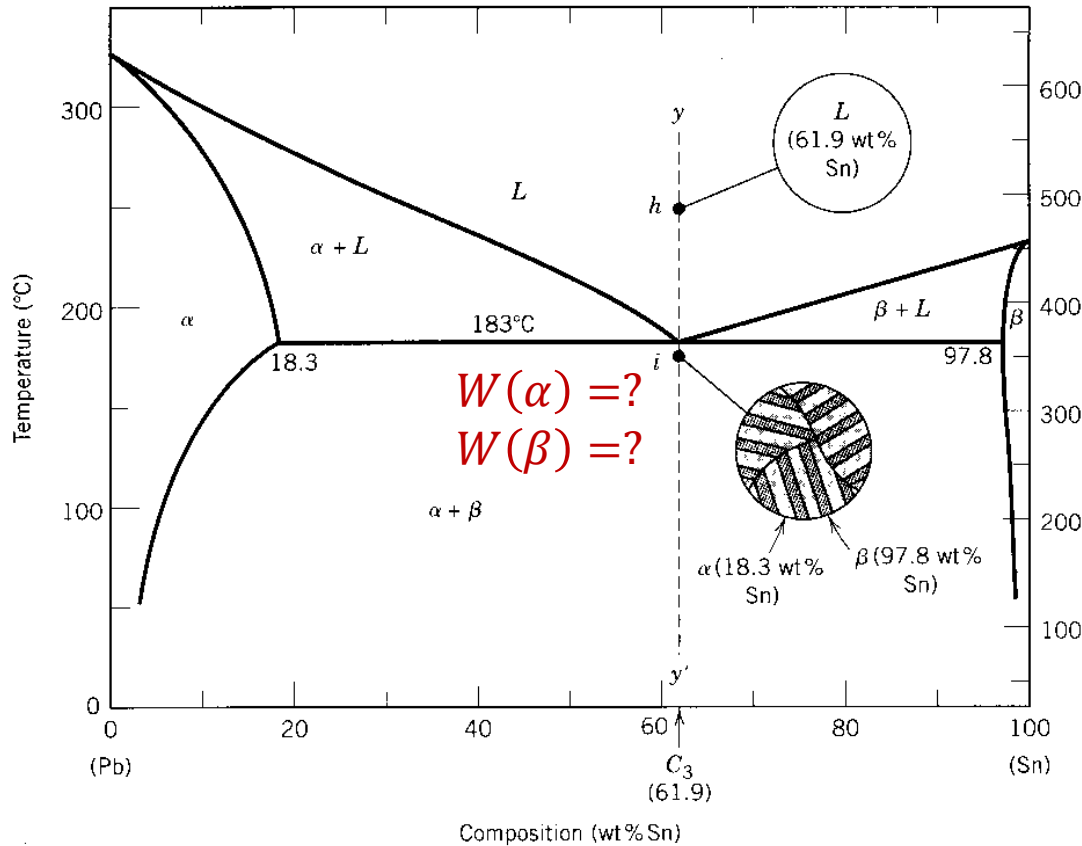 300
200
100
0
Temperature (°C)
600
500
400
300
200
100
y
L
(61.9 wt%
Sn)
h
L
α + L
α
183°C
β + L
β
18.3
i
97.8
W(α) =?
W(β) =?
α + β
α (18.3 wt%
Sn)
β (97.8 wt%
Sn)
y'
0
20
40
60
80
100
(Pb)
C3
(61.9)
(Sn)
Composition (wt% Sn)